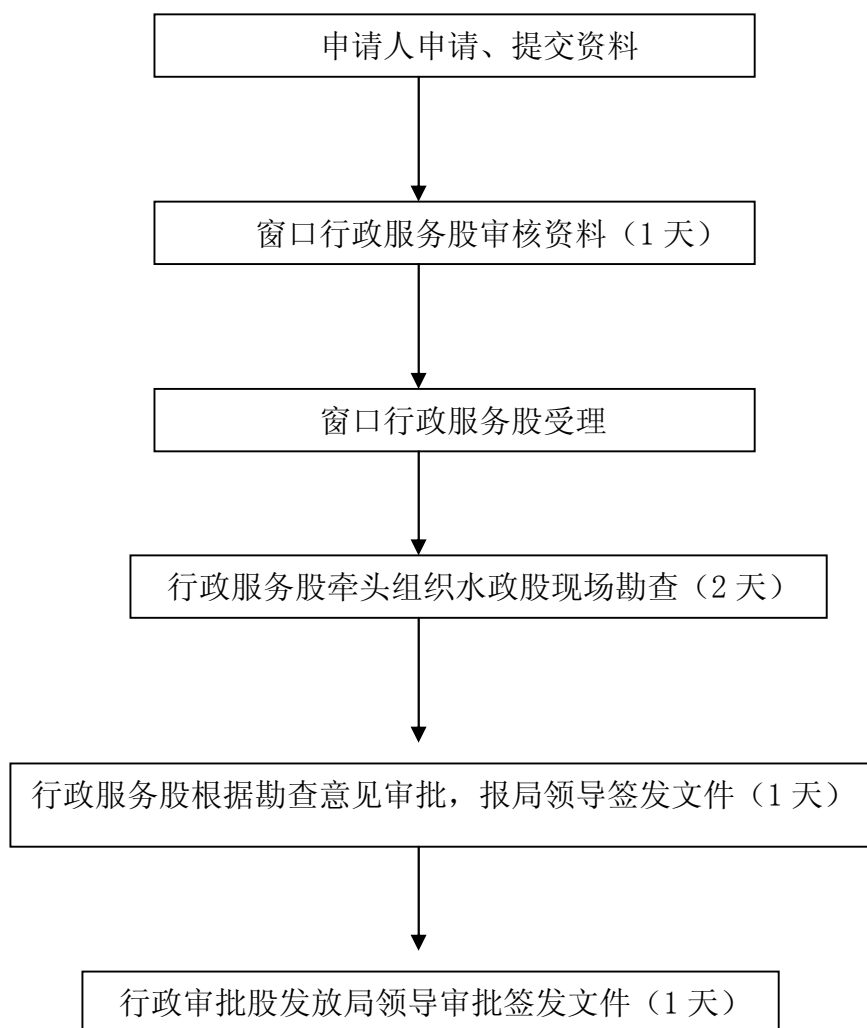 申请人申请、提交资料
窗口行政服务股审核资料（1 天）
窗口行政服务股受理
行政服务股牵头组织水政股现场勘查（2 天）
行政服务股根据勘查意见审批，报局领导签发文件（1 天）
行政审批股发放局领导审批签发文件（1 天）